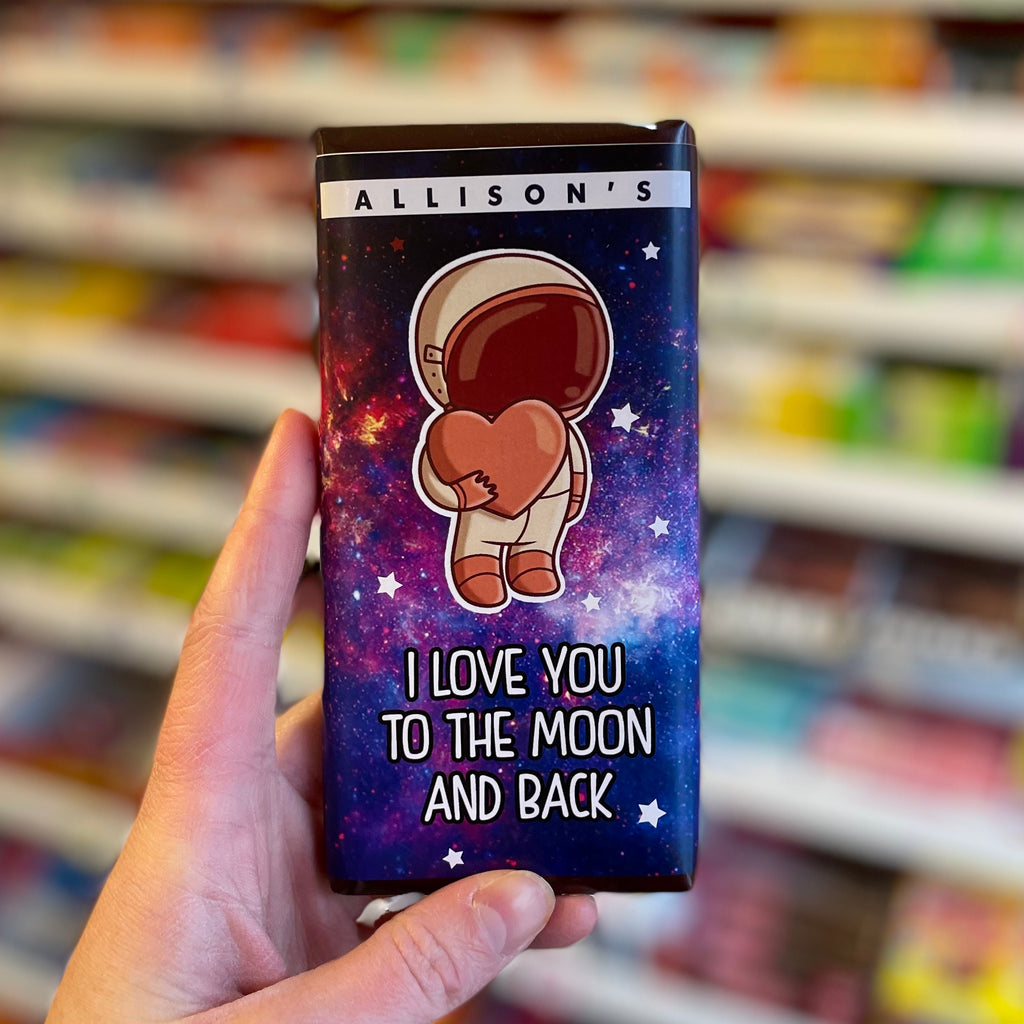 ALLISON'S
I LOVE YOU
TO THE MOON
AND BACK